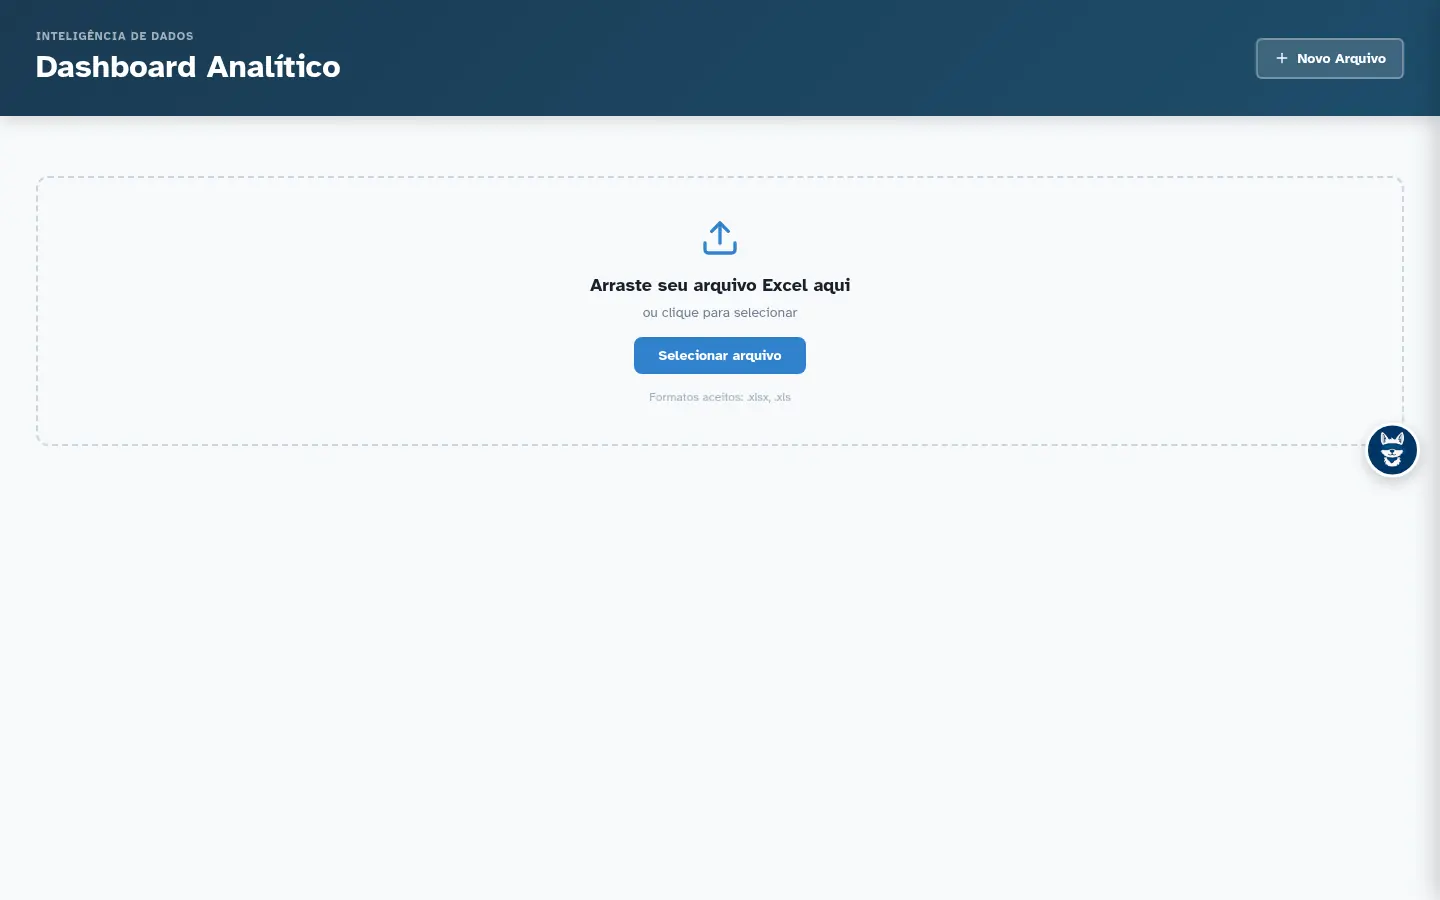 INTELIGÊNCIA DE DADOS
Dashboard Analítico
+ Novo Arquivo
Arraste seu arquivo Excel aqui
ou clique para selecionar
Selecionar arquivo
Formatos aceitos: .xlsx, .xls